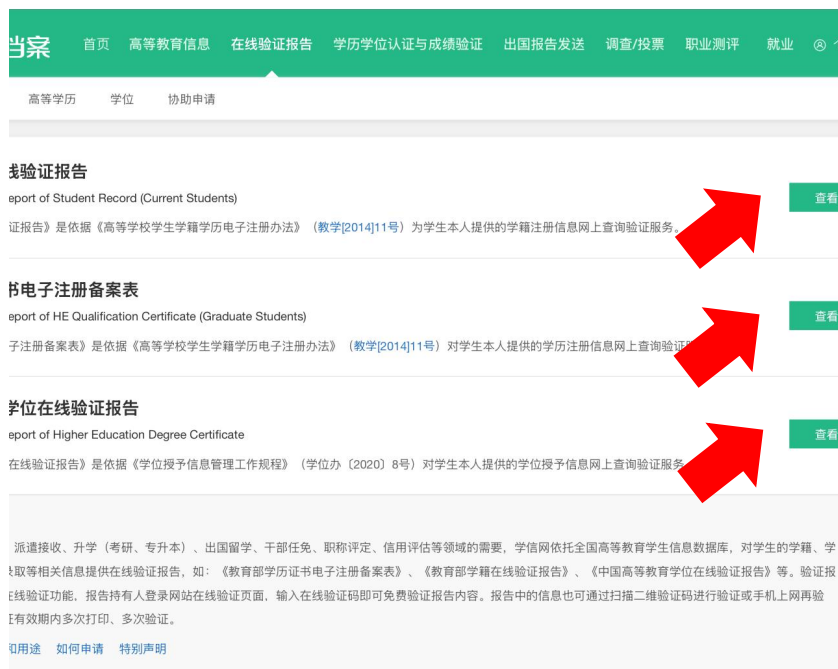 档案 首页 高等教育信息 在线验证报告 学历学位认证与成绩验证 出国报告发送 调查/投票 职业测评 就业
高等学历 学位 协助申请
线验证报告
eport of Student Record (Current Students)
证报告》是依据《高等学校学生学籍学历电子注册办法》（教学[2014]11号）为学生本人提供的学籍注册信息网上查询验证服务。
查看
书电子注册备案表
eport of HE Qualification Certificate (Graduate Students)
子注册备案表》是依据《高等学校学生学籍学历电子注册办法》（教学[2014]11号）对学生本人提供的学历注册信息网上查询验证
查看
学位在线验证报告
eport of Higher Education Degree Certificate
在线验证报告》是依据《学位授予信息管理工作规程》（学位办〔2020〕8号）对学生本人提供的学位授予信息网上查询验证服务
查看
派遣接收、升学（考研、专升本）、出国留学、干部任免、职称评定、信用评估等领域的需要，学信网依托全国高等教育学生信息数据库，对学生的学籍、学
取等相关信息提供在线验证报告，如：《教育部学历证书电子注册备案表》、《教育部学籍在线验证报告》、《中国高等教育学位在线验证报告》等。验证报
在线验证功能，报告持有人登录网站在线验证页面，输入在线验证码即可免费验证报告内容。报告中的信息也可通过扫描二维验证码进行验证或手机上网再验
证有效期内多次打印、多次验证。
和用途 如何申请 特别声明